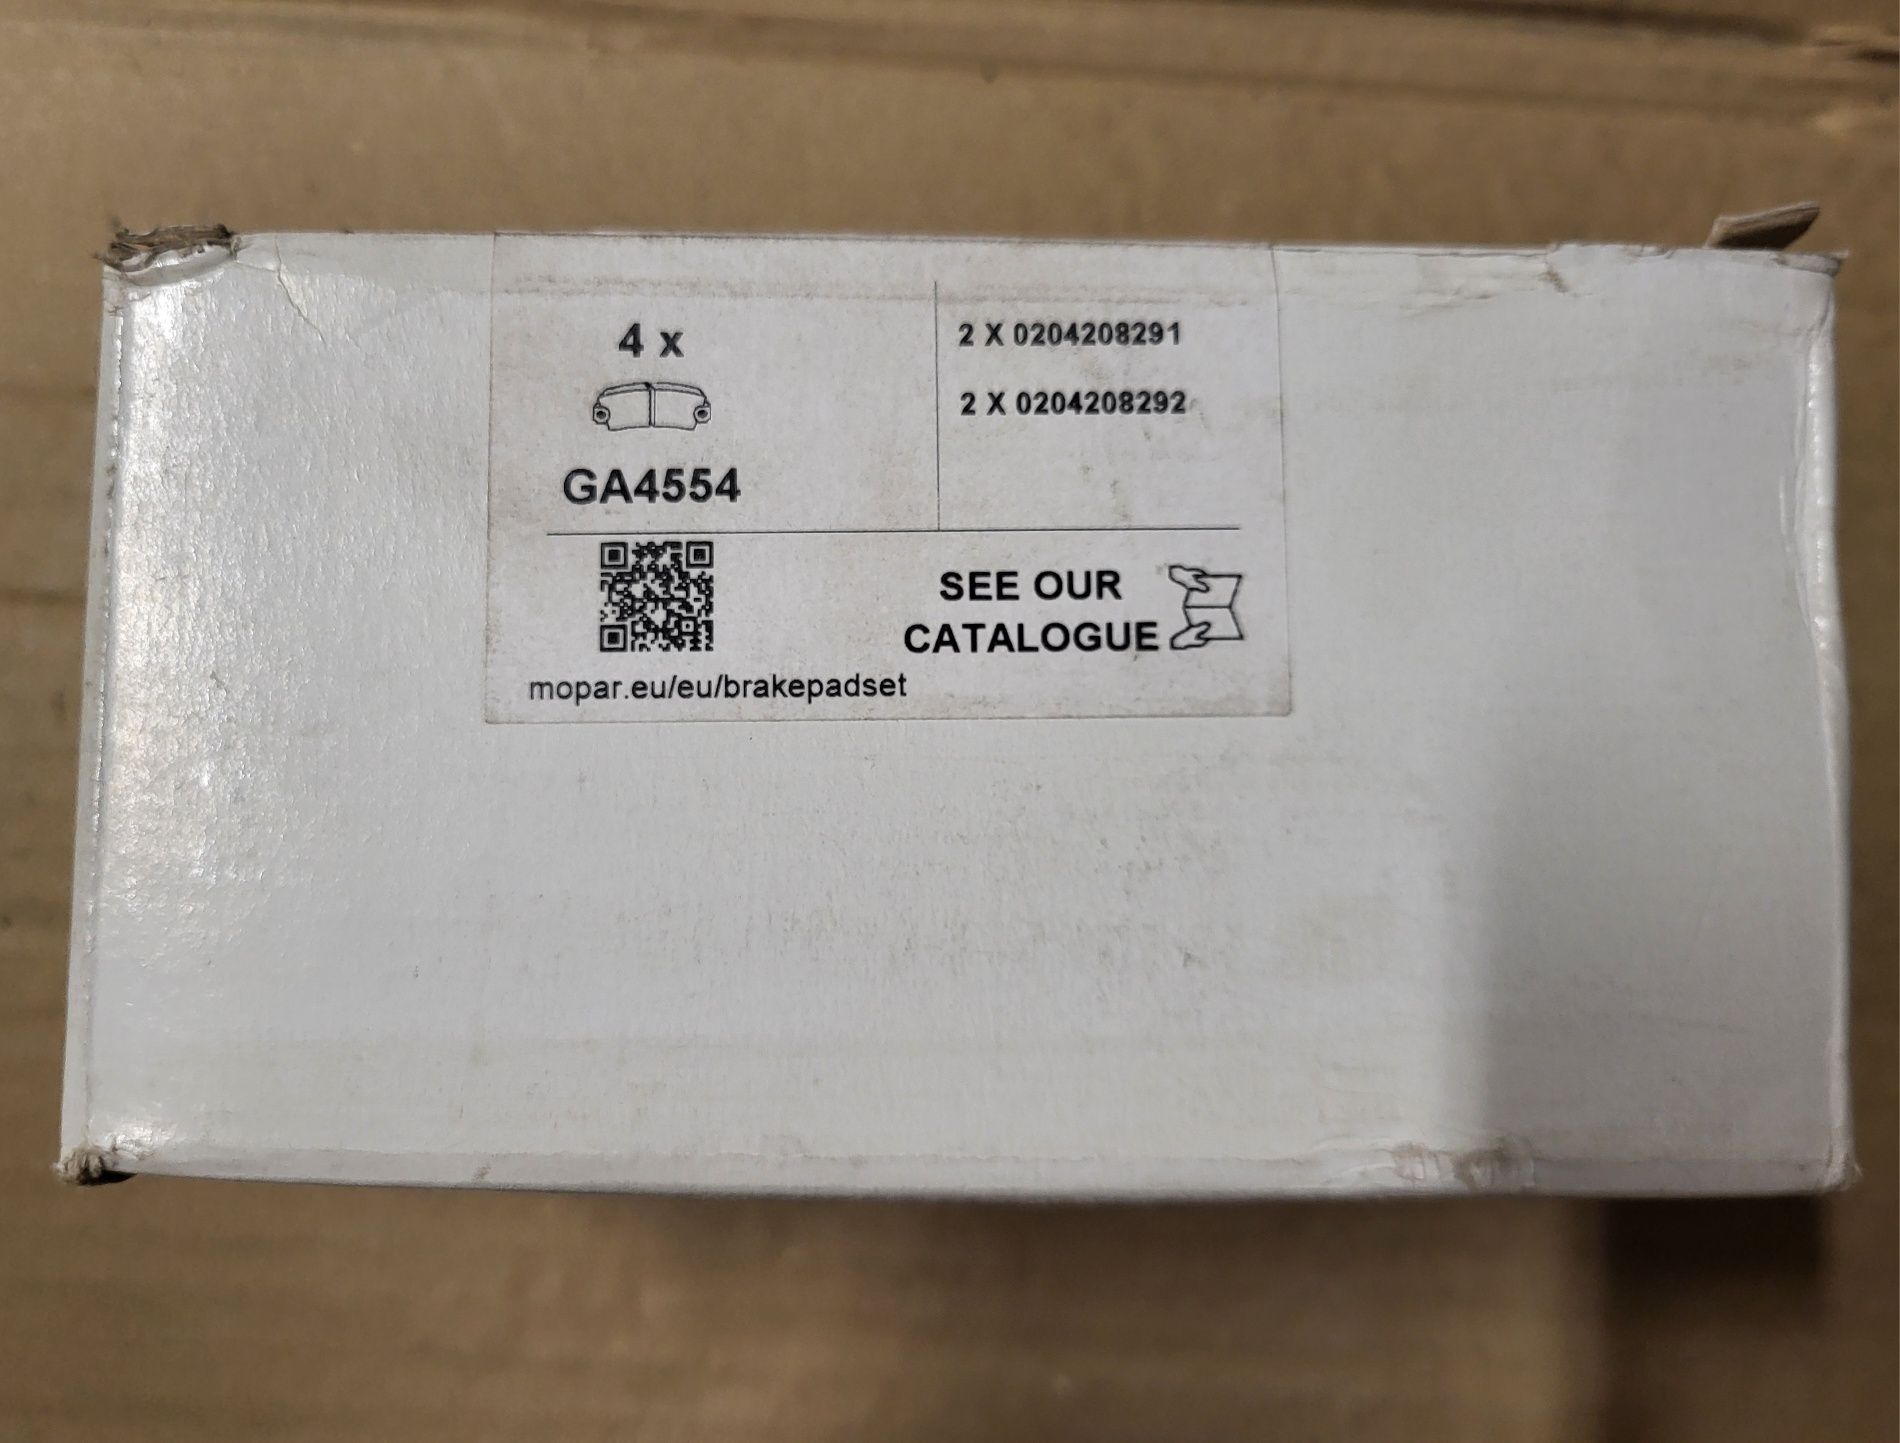 4 x
2 X 0204208291
2 X 0204208292
GA4554
SEE OUR
CATALOGUE
mopar.eu/eu/brakepadset